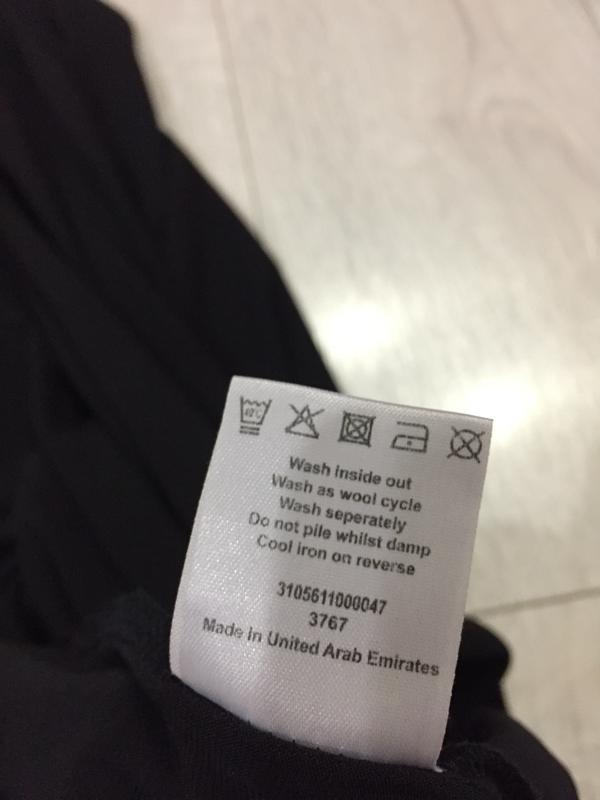 40°C
Wash inside out
Wash as wool cycle
Wash seperately
Do not pile whilst damp
Cool iron on reverse
3105611000047
3767
Made in United Arab Emirates